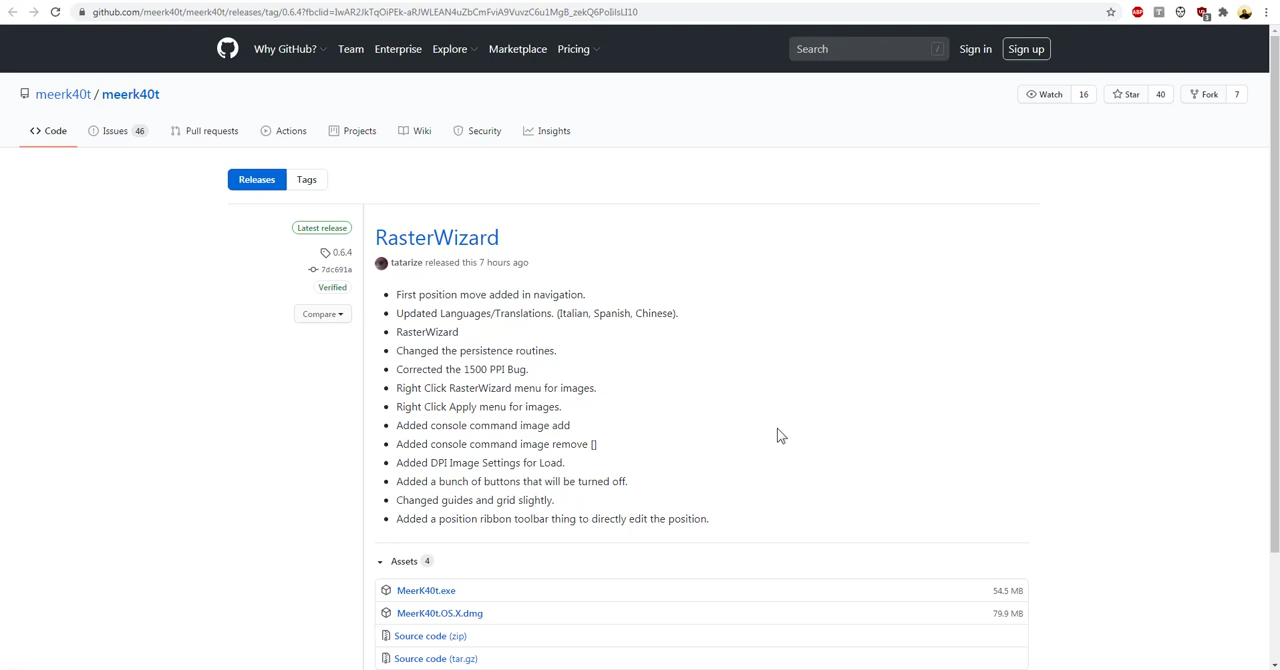 github.com/meerk40t/meerk40t/releases/tag/0.6.4?fbclid=IwAR2JkTqOiPEk-aRJWLEAN4uZbCmFviA9VuvzC6u1MgB_zekQ6PoIiIsLI10
ABP
3
Why GitHub? Team Enterprise Explore Marketplace Pricing Search / Sign in Sign up
meerk40t / meerk40t Watch 16 Star 40 Fork 7
Code Issues 46 Pull requests Actions Projects Wiki Security Insights
Releases Tags
Latest release
0.6.4
7dc691a
Verified
Compare
RasterWizard
tatarize released this 7 hours ago
• First position move added in navigation.
• Updated Languages/Translations. (Italian, Spanish, Chinese).
• RasterWizard
• Changed the persistence routines.
• Corrected the 1500 PPI Bug.
• Right Click RasterWizard menu for images.
• Right Click Apply menu for images.
• Added console command image add
• Added console command image remove []
• Added DPI Image Settings for Load.
• Added a bunch of buttons that will be turned off.
• Changed guides and grid slightly.
• Added a position ribbon toolbar thing to directly edit the position.
Assets 4
MeerK40t.exe 54.5 MB
MeerK40t.OS.X.dmg 79.9 MB
Source code (zip)
Source code (tar.gz)